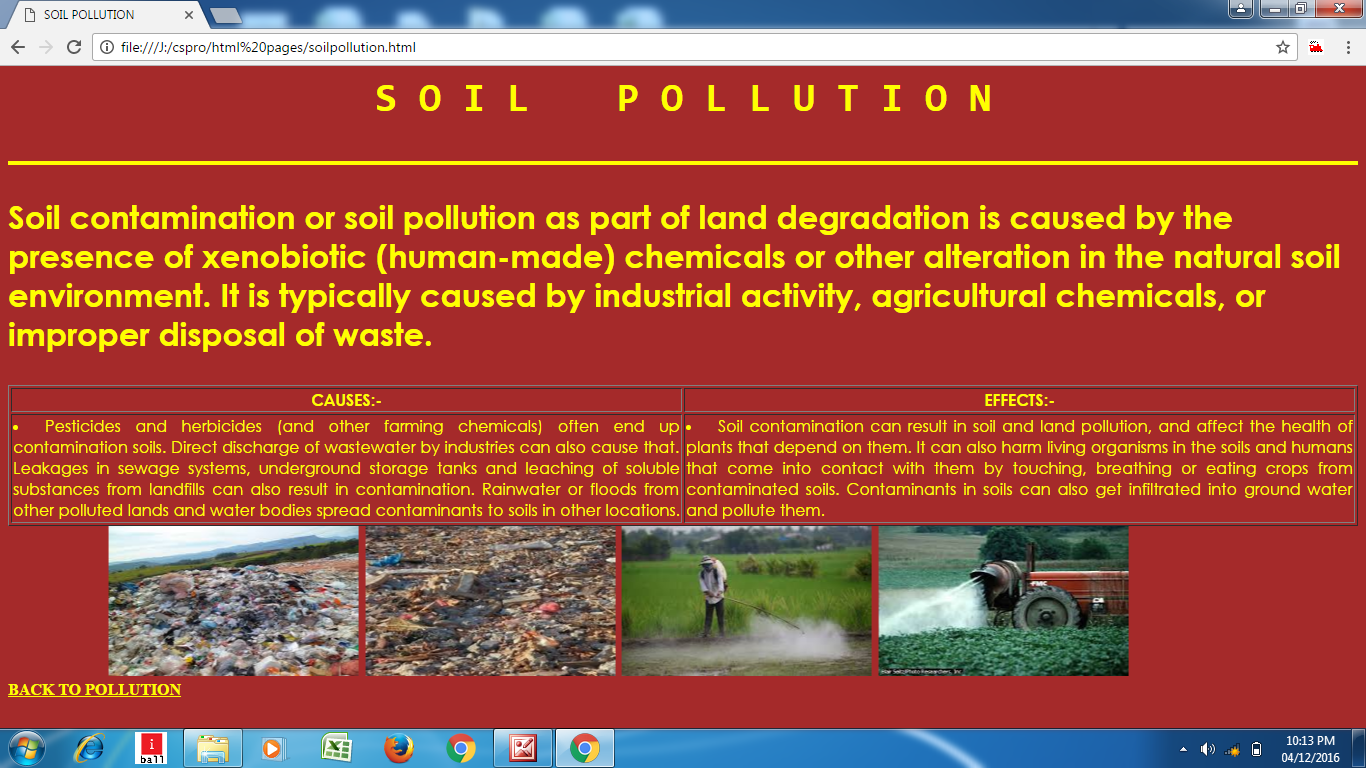 SOIL POLLUTION
file:///J:/cspro/html%20pages/soilpollution.html
S O I L   P O L L U T I O N
Soil contamination or soil pollution as part of land degradation is caused by the
presence of xenobiotic (human-made) chemicals or other alteration in the natural soil
environment. It is typically caused by industrial activity, agricultural chemicals, or
improper disposal of waste.
CAUSES:-
• Pesticides and herbicides (and other farming chemicals) often end up
contamination soils. Direct discharge of wastewater by industries can also cause that.
Leakages in sewage systems, underground storage tanks and leaching of soluble
substances from landfills can also result in contamination. Rainwater or floods from
other polluted lands and water bodies spread contaminants to soils in other locations.
EFFECTS:-
• Soil contamination can result in soil and land pollution, and affect the health of
plants that depend on them. It can also harm living organisms in the soils and humans
that come into contact with them by touching, breathing or eating crops from
contaminated soils. Contaminants in soils can also get infiltrated into ground water
and pollute them.
FMC
BACK TO POLLUTION
i
ball
10:13 PM
04/12/2016